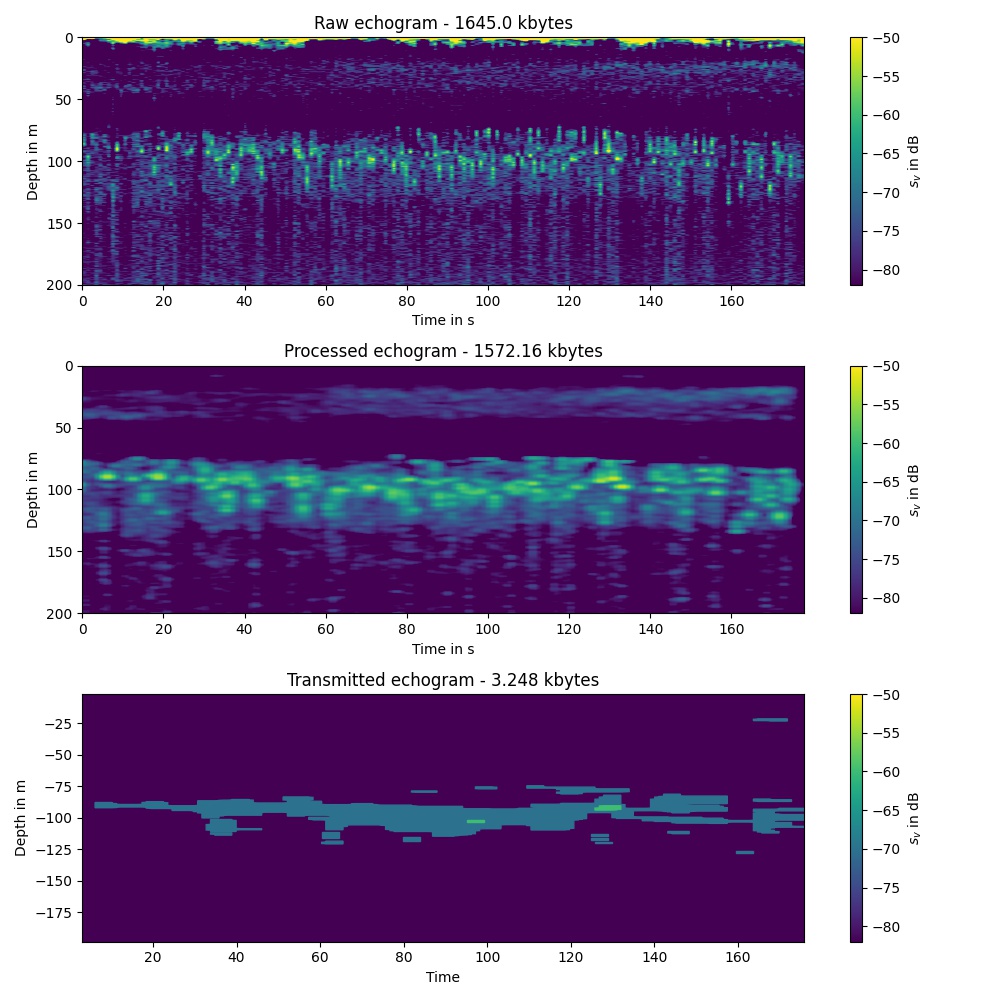 Raw echogram - 1645.0 kbytes
0
50
100
150
200
Depth in m
0 20 40 60 80 100 120 140 160
Time in s
−50
−55
−60
−65
−70
−75
−80
sv in dB
Processed echogram - 1572.16 kbytes
0
50
100
150
200
Depth in m
0 20 40 60 80 100 120 140 160
Time in s
−50
−55
−60
−65
−70
−75
−80
sv in dB
Transmitted echogram - 3.248 kbytes
−25
−50
−75
−100
−125
−150
−175
Depth in m
20 40 60 80 100 120 140 160
Time
−50
−55
−60
−65
−70
−75
−80
sv in dB